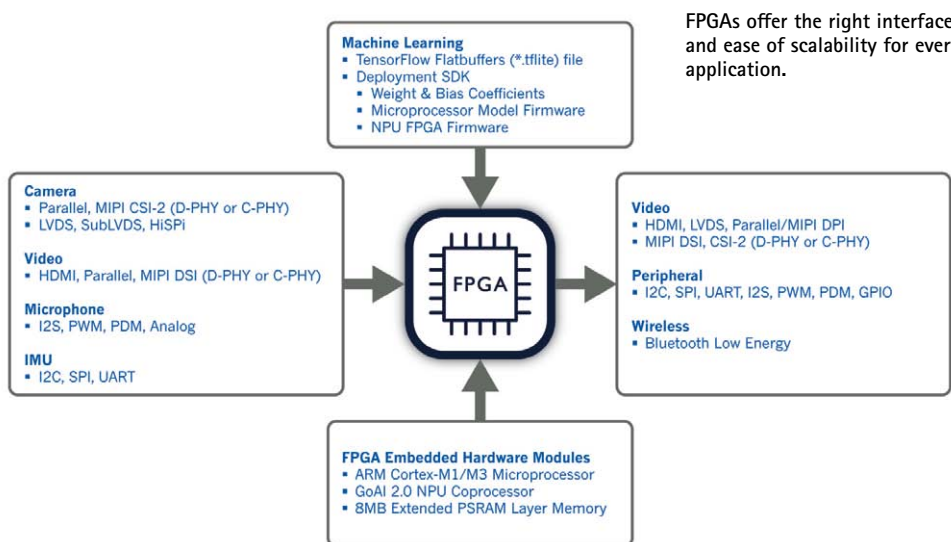 FPGAs offer the right interface
and ease of scalability for ever
application.
Machine Learning
▪ TensorFlow Flatbuffers (*.tflite) file
▪ Deployment SDK
▪ Weight & Bias Coefficients
▪ Microprocessor Model Firmware
▪ NPU FPGA Firmware
Camera
▪ Parallel, MIPI CSI-2 (D-PHY or C-PHY)
▪ LVDS, SubLVDS, HiSPi
Video
▪ HDMI, Parallel, MIPI DSI (D-PHY or C-PHY)
Microphone
▪ I2S, PWM, PDM, Analog
IMU
▪ I2C, SPI, UART
FPGA
Video
▪ HDMI, LVDS, Parallel/MIPI DPI
▪ MIPI DSI, CSI-2 (D-PHY or C-PHY)
Peripheral
▪ I2C, SPI, UART, I2S, PWM, PDM, GPIO
Wireless
▪ Bluetooth Low Energy
FPGA Embedded Hardware Modules
▪ ARM Cortex-M1/M3 Microprocessor
▪ GoAI 2.0 NPU Coprocessor
▪ 8MB Extended PSRAM Layer Memory